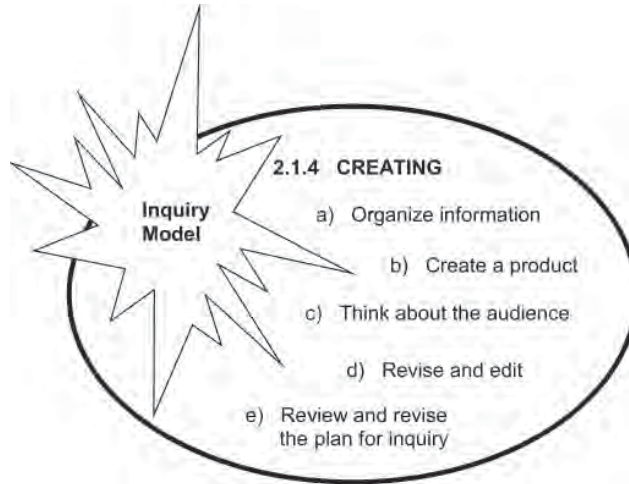 2.1.4 CREATING
Inquiry
Model
a) Organize information
b) Create a product
c) Think about the audience
d) Revise and edit
e) Review and revise
the plan for inquiry